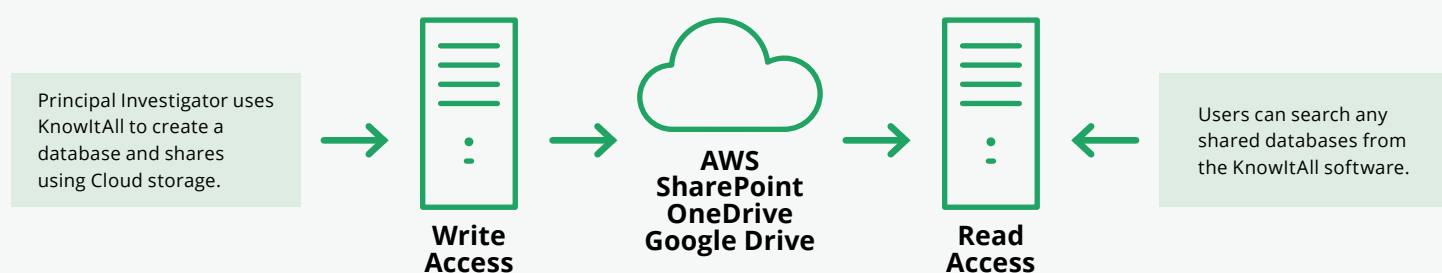 Principal Investigator uses
KnowItAll to create a
database and shares
using Cloud storage.
Write
Access
AWS
SharePoint
OneDrive
Google Drive
Read
Access
Users can search any
shared databases from
the KnowItAll software.